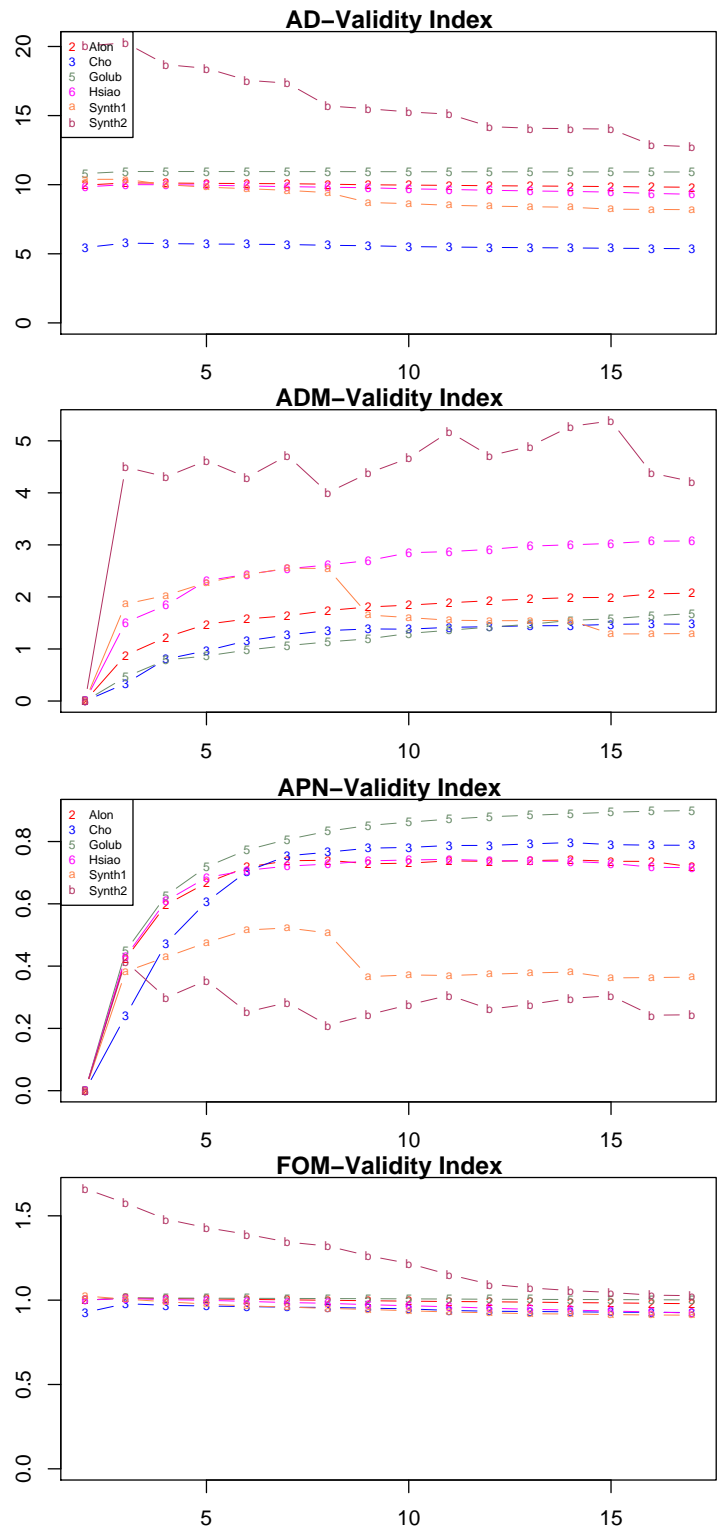 AD–Validity Index
2 Alon
3 Cho
5 Golub
6 Hsiao
a Synth1
b Synth2
0 5 10 15 20
5 10 15
ADM–Validity Index
0 1 2 3 4 5
5 10 15
APN–Validity Index
2 Alon
3 Cho
5 Golub
6 Hsiao
a Synth1
b Synth2
0.0 0.2 0.4 0.6 0.8
5 10 15
FOM–Validity Index
0.0 0.5 1.0 1.5
5 10 15